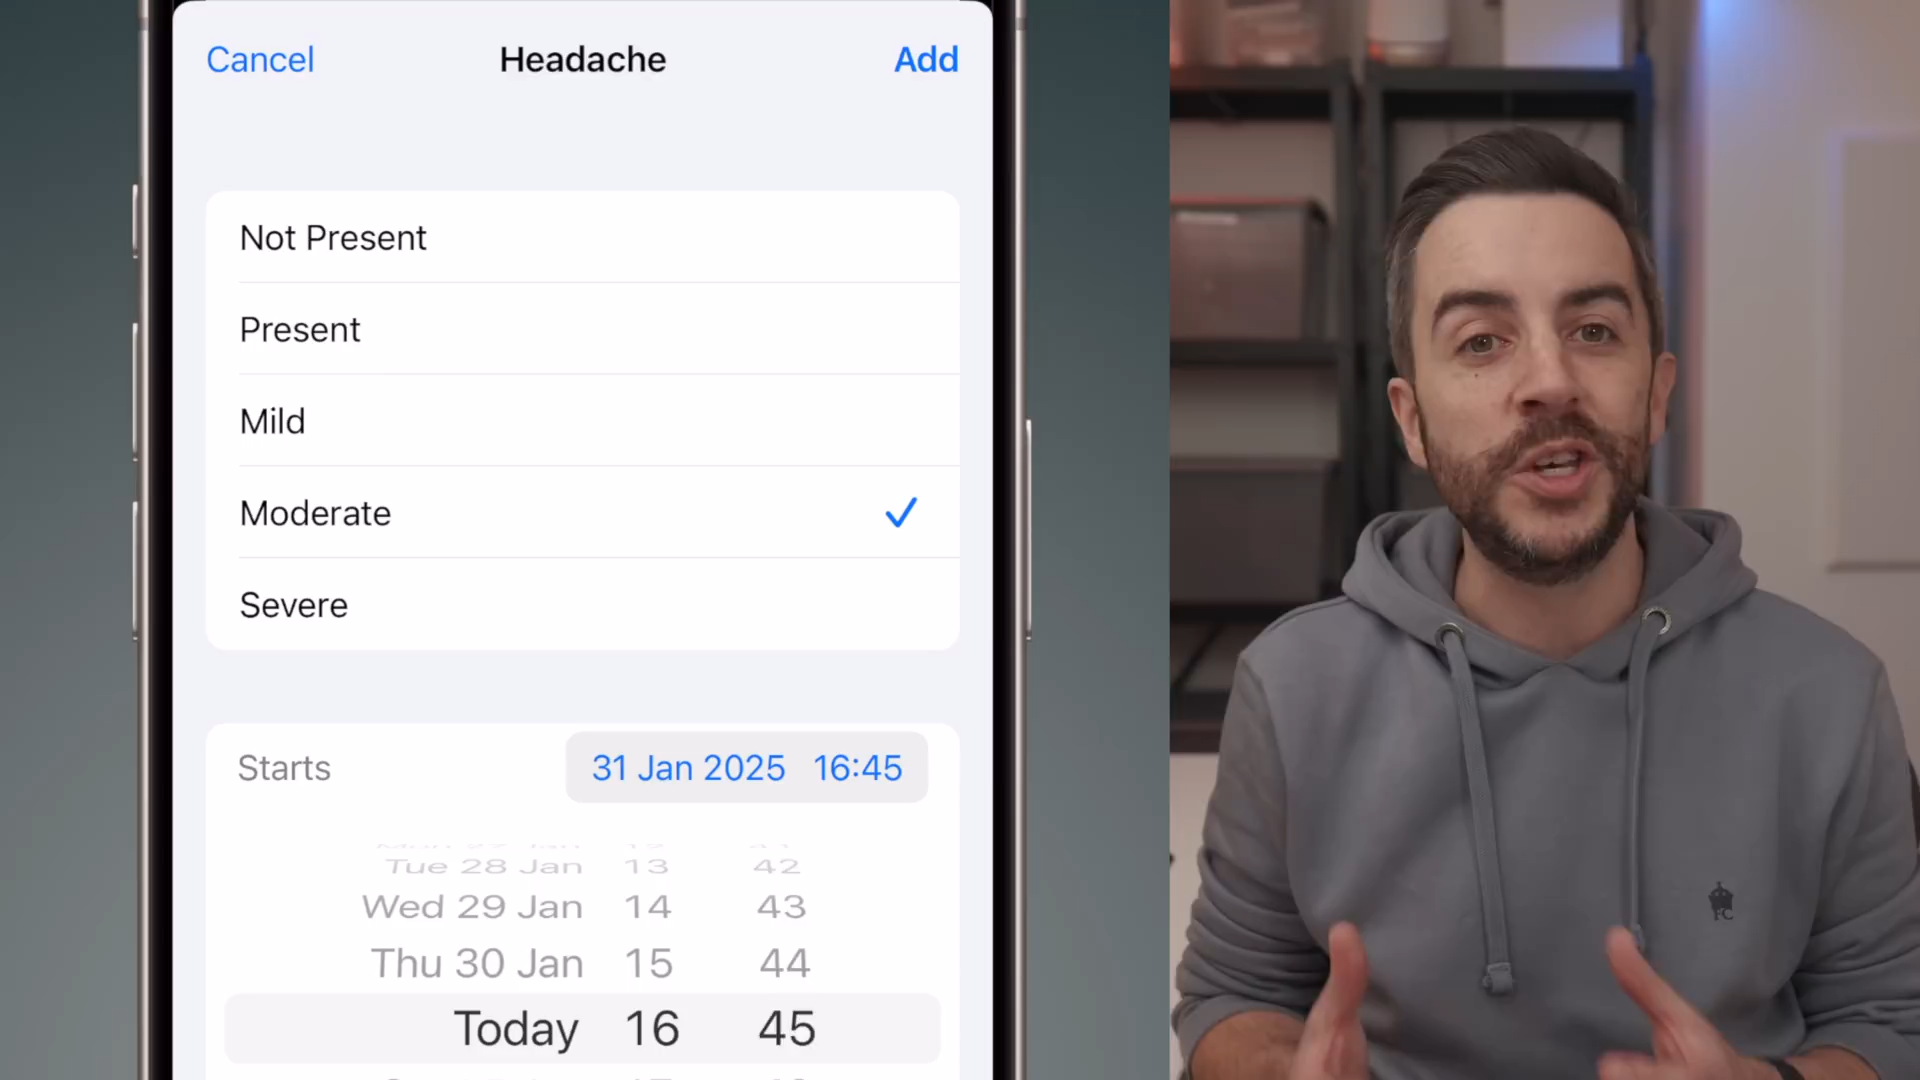 Cancel Headache Add
Not Present
Present
Mild
Moderate
Severe
Starts 31 Jan 2025 16:45
Tue 28 Jan 13 42
Wed 29 Jan 14 43
Thu 30 Jan 15 44
Today 16 45
FC